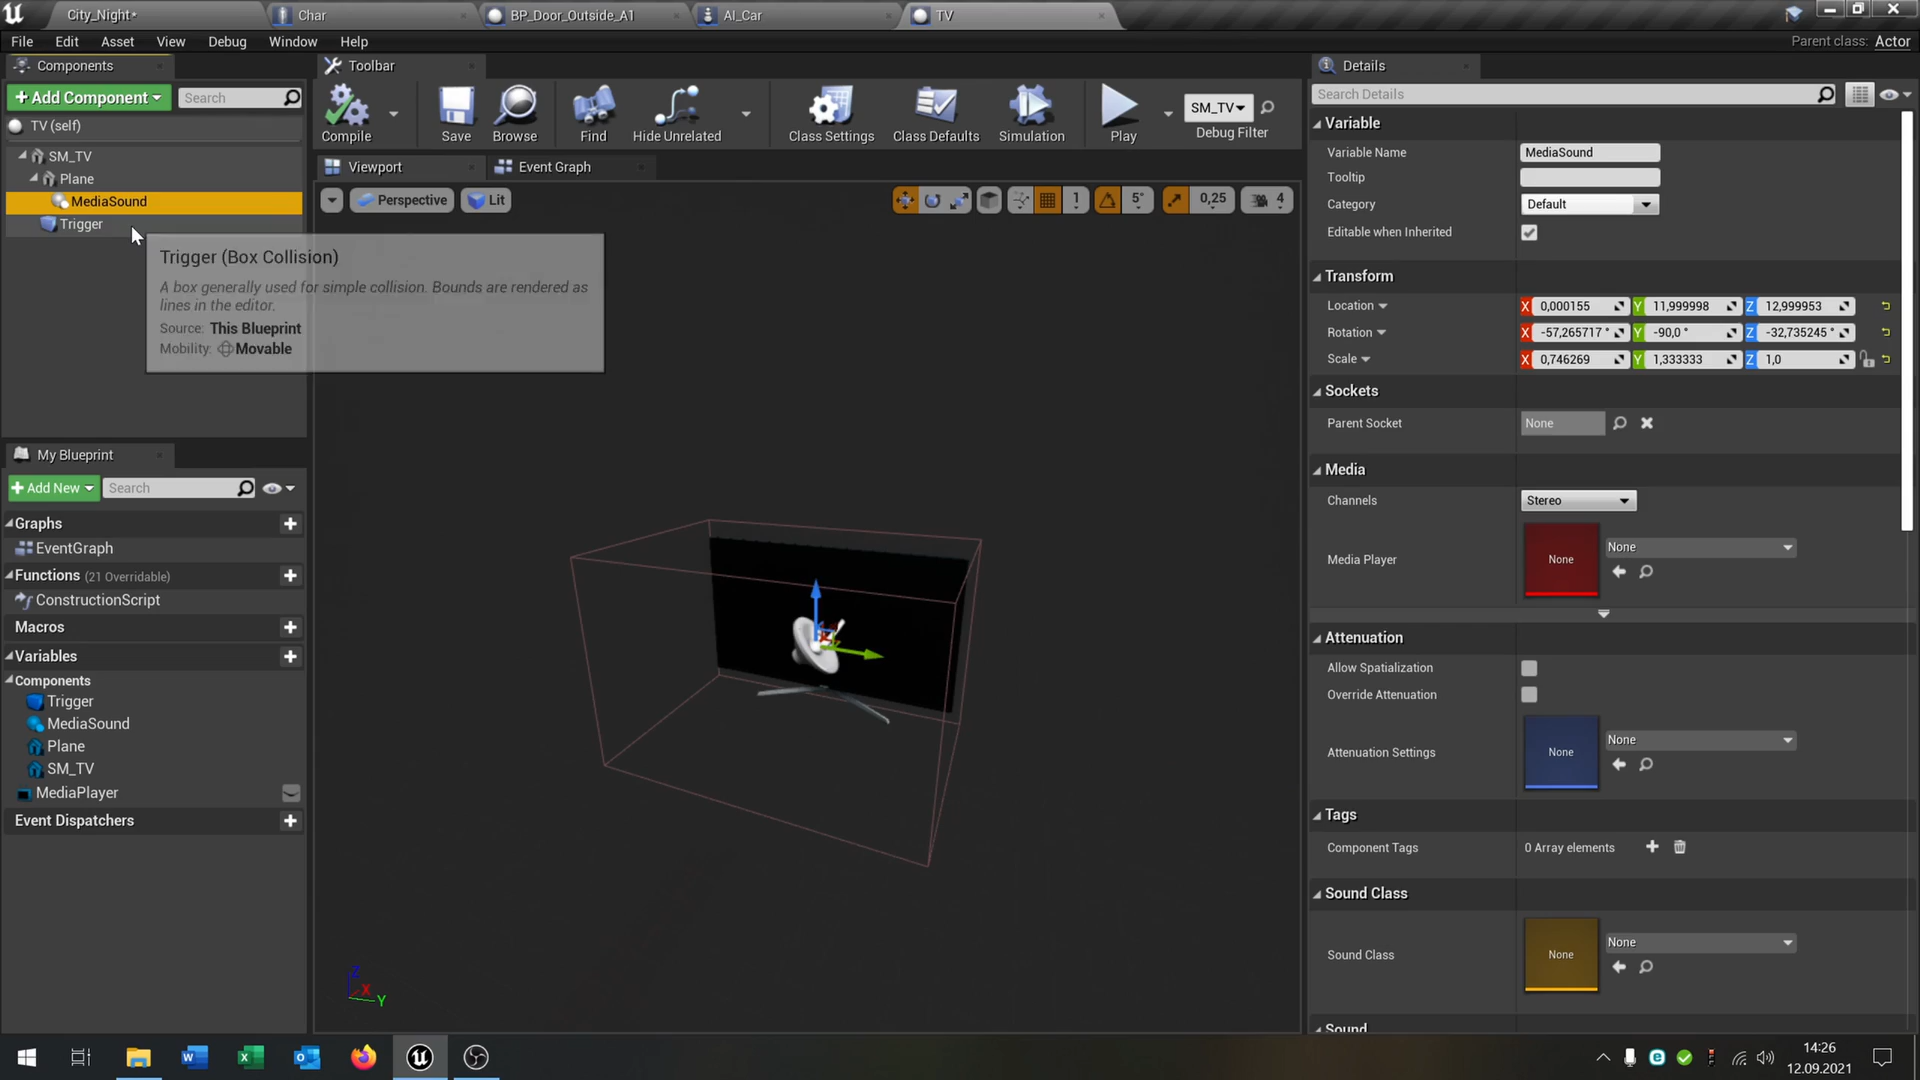 City_Night*
Char
BP_Door_Outside_A1
AI_Car
TV
File
Edit
Asset
View
Debug
Window
Help
Parent class: Actor
Components
+ Add Component
Search
TV (self)
SM_TV
Plane
MediaSound
Trigger
Trigger (Box Collision)
A box generally used for simple collision. Bounds are rendered as
lines in the editor.
Source: This Blueprint
Mobility: Movable
Toolbar
Compile
Save
Browse
Find
Hide Unrelated
Class Settings
Class Defaults
Simulation
Play
SM_TV
Debug Filter
Viewport
Event Graph
Perspective
Lit
1
5°
0,25
4
Z
X
Y
My Blueprint
+ Add New
Search
Graphs
EventGraph
Functions (21 Overridable)
ConstructionScript
Macros
Variables
Components
Trigger
MediaSound
Plane
SM_TV
MediaPlayer
Event Dispatchers
Details
Search Details
Variable
Variable Name
MediaSound
Tooltip
Category
Default
Editable when Inherited
Transform
Location
X 0,000155
Y 11,999998
Z 12,999953
Rotation
X -57,265717 °
Y -90,0 °
Z -32,735245 °
Scale
X 0,746269
Y 1,333333
Z 1,0
Sockets
Parent Socket
None
Media
Channels
Stereo
Media Player
None
None
Attenuation
Allow Spatialization
Override Attenuation
Attenuation Settings
None
None
Tags
Component Tags
0 Array elements
Sound Class
Sound Class
None
None
Sound
14:26
12.09.2021